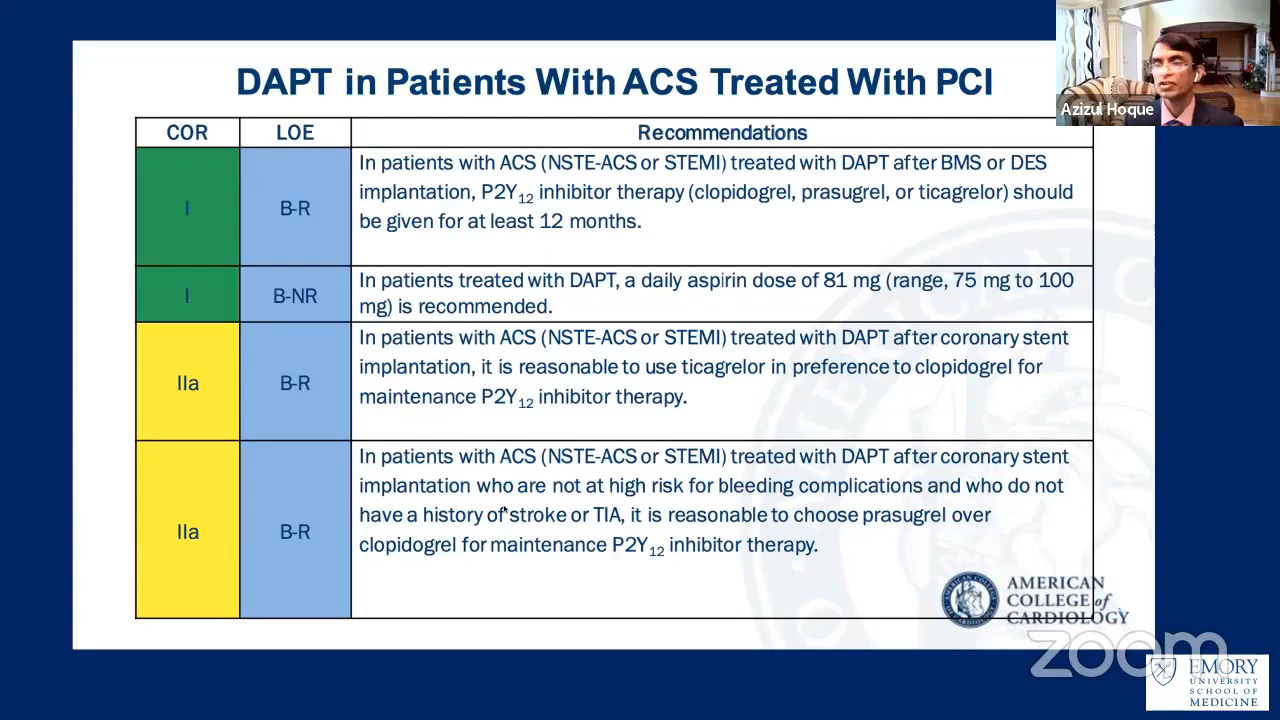 DAPT in Patients With ACS Treated With PCI
Azizul Hoque
COR LOE Recommendations
I B-R In patients with ACS (NSTE-ACS or STEMI) treated with DAPT after BMS or DES
implantation, P2Y12 inhibitor therapy (clopidogrel, prasugrel, or ticagrelor) should
be given for at least 12 months.
I B-NR In patients treated with DAPT, a daily aspirin dose of 81 mg (range, 75 mg to 100
mg) is recommended.
IIa B-R In patients with ACS (NSTE-ACS or STEMI) treated with DAPT after coronary stent
implantation, it is reasonable to use ticagrelor in preference to clopidogrel for
maintenance P2Y12 inhibitor therapy.
IIa B-R In patients with ACS (NSTE-ACS or STEMI) treated with DAPT after coronary stent
implantation who are not at high risk for bleeding complications and who do not
have a history of stroke or TIA, it is reasonable to choose prasugrel over
clopidogrel for maintenance P2Y12 inhibitor therapy.
AMERICAN
COLLEGE of
CARDIOLOGY
zoom
EMORY
UNIVERSITY
SCHOOL OF
MEDICINE